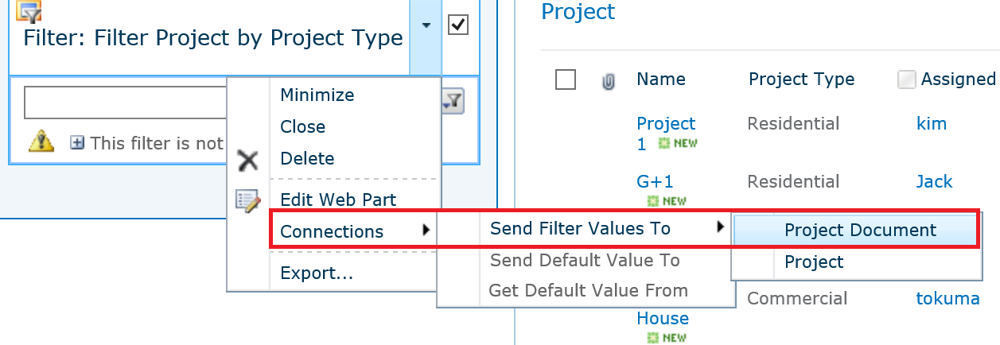 Filter: Filter Project by Project Type
This filter is not
Minimize
Close
Delete
Edit Web Part
Connections
Export...
Send Filter Values To
Send Default Value To
Get Default Value From
Project Document
Project
Project
Name Project Type Assigned
Project Residential kim
1 NEW
G+1 Residential Jack
NEW
Commercial tokuma
House
NEW